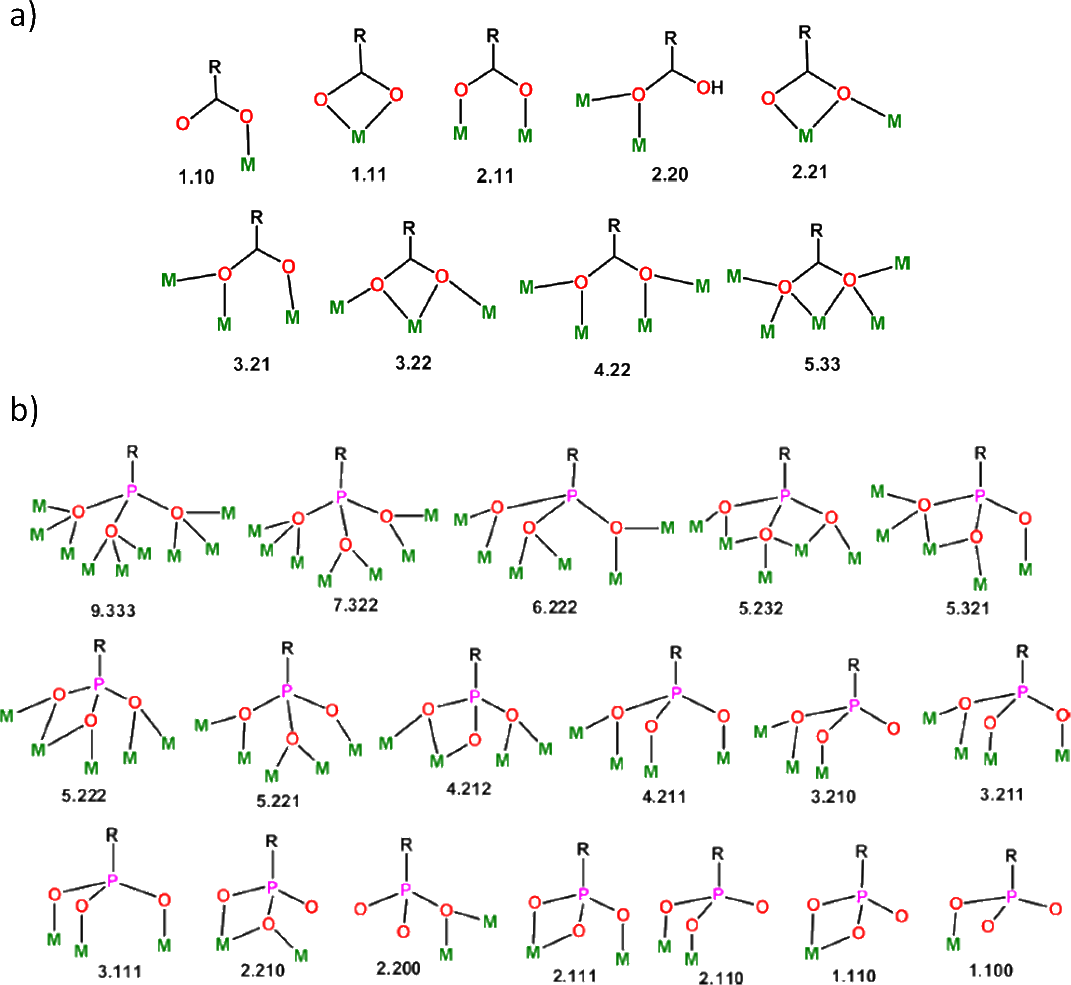 a)
R R R R R
R
O O O O M O OH O O
O O M M M M M M
M
1.10 1.11 2.11 2.20 2.21
R R R R
M O O O O M O O M M O O M
M M M M M M M M M M
3.21 3.22 4.22 5.33
b)
R R R R R
P P P P P
M O O M O O M O O O M O O
M O M M O M M O M M O M M O
M M M M M M M M M M M M M M
M M M M M
9.333 7.322 6.222 5.232 5.321
R R R R R R
P P P P P P
O O O O O O O O O O O O
M O M O M O M O M O O M O O
M M M M M M M M M M M M M M M M M M
5.222 5.221 4.212 4.211 3.210 3.211
R R R R R R R
P P P P P P P
O O O O O O O O O O O O O O
O O O M O O O O
M M M M M M M M M M M M M
3.111 2.210 2.200 2.111 2.110 1.110 1.100